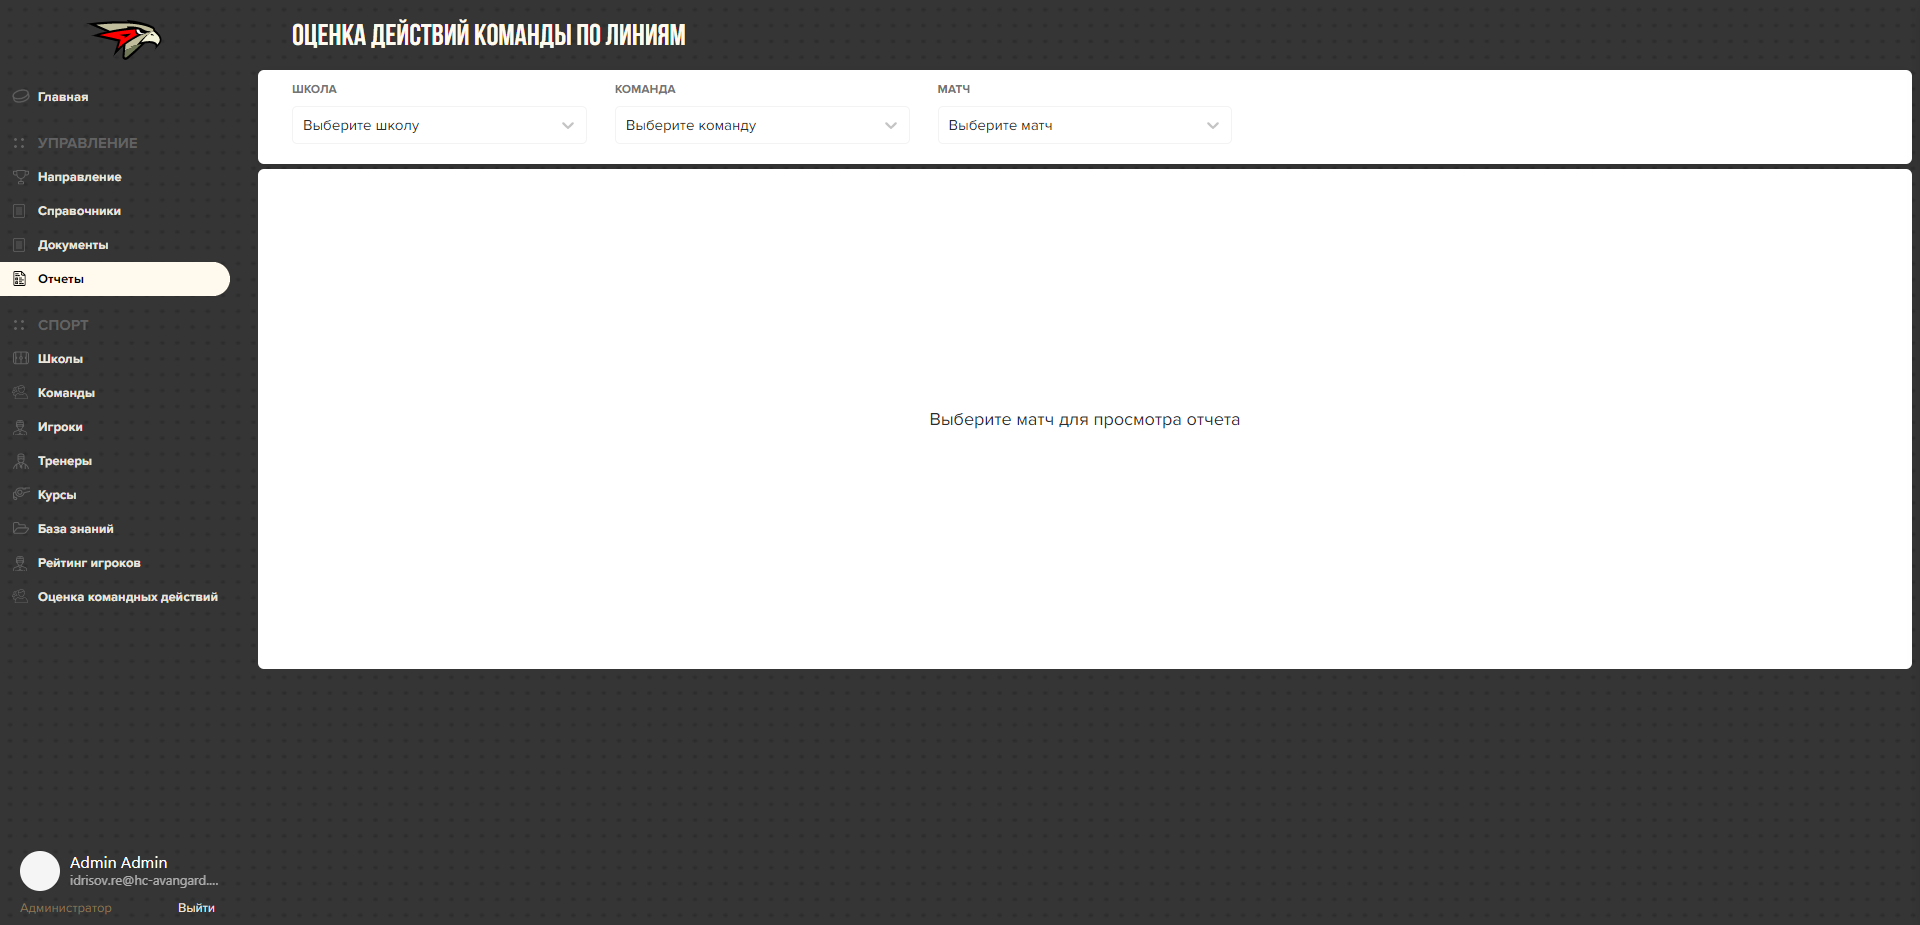 ОЦЕНКА ДЕЙСТВИЙ КОМАНДЫ ПО ЛИНИЯМ
Главная
УПРАВЛЕНИЕ
Направление
Справочники
Документы
Отчеты
СПОРТ
Школы
Команды
Игроки
Тренеры
Курсы
База знаний
Рейтинг игроков
Оценка командных действий
Admin Admin
idrisov.re@hc-avangard....
Администратор Выйти
ШКОЛА КОМАНДА МАТЧ
Выберите школу Выберите команду Выберите матч
Выберите матч для просмотра отчета